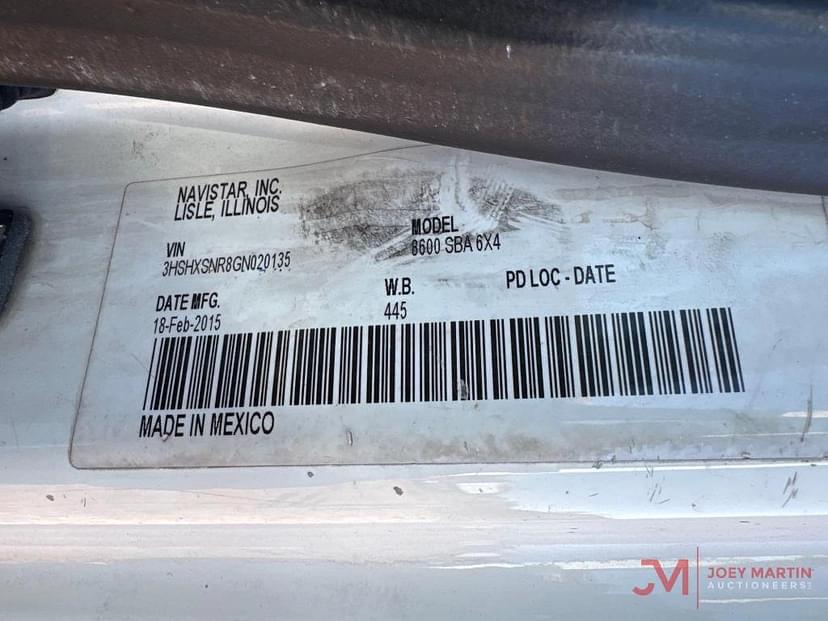 NAVISTAR, INC.
LISLE, ILLINOIS
VIN
3HSHXSNR8GN020135
MODEL
8600 SBA 6X4
DATE MFG.
18-Feb-2015
W.B.
445
PD LOC - DATE
MADE IN MEXICO
JM JOEY MARTIN
AUCTIONEERS